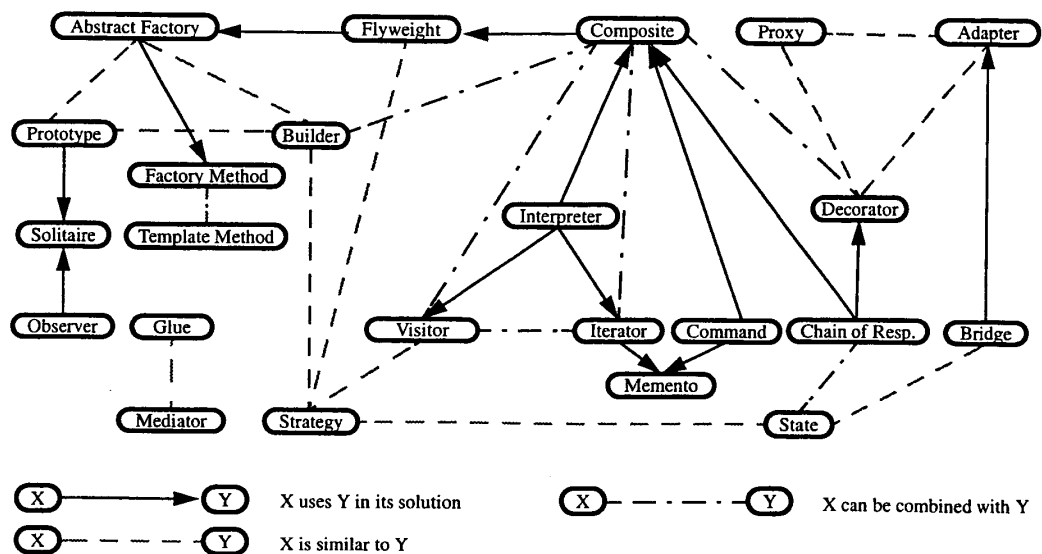 Abstract Factory
Flyweight
Composite
Proxy
Adapter
Prototype
Builder
Factory Method
Solitaire
Template Method
Interpreter
Decorator
Observer
Glue
Visitor
Iterator
Command
Chain of Resp.
Bridge
Memento
Mediator
Strategy
State
X Y X uses Y in its solution
X Y X can be combined with Y
X Y X is similar to Y